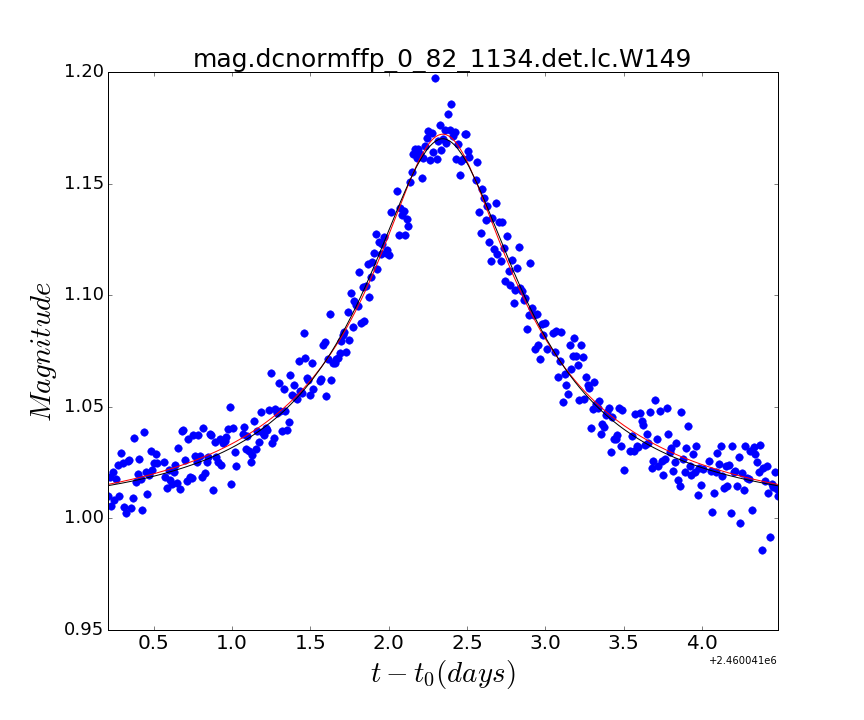 mag.dcnormffp_0_82_1134.det.lc.W149
1.20
1.15
1.10
1.05
1.00
0.95
Magnitude
0.5 1.0 1.5 2.0 2.5 3.0 3.5 4.0
+2.460041e6
t − t₀(days)